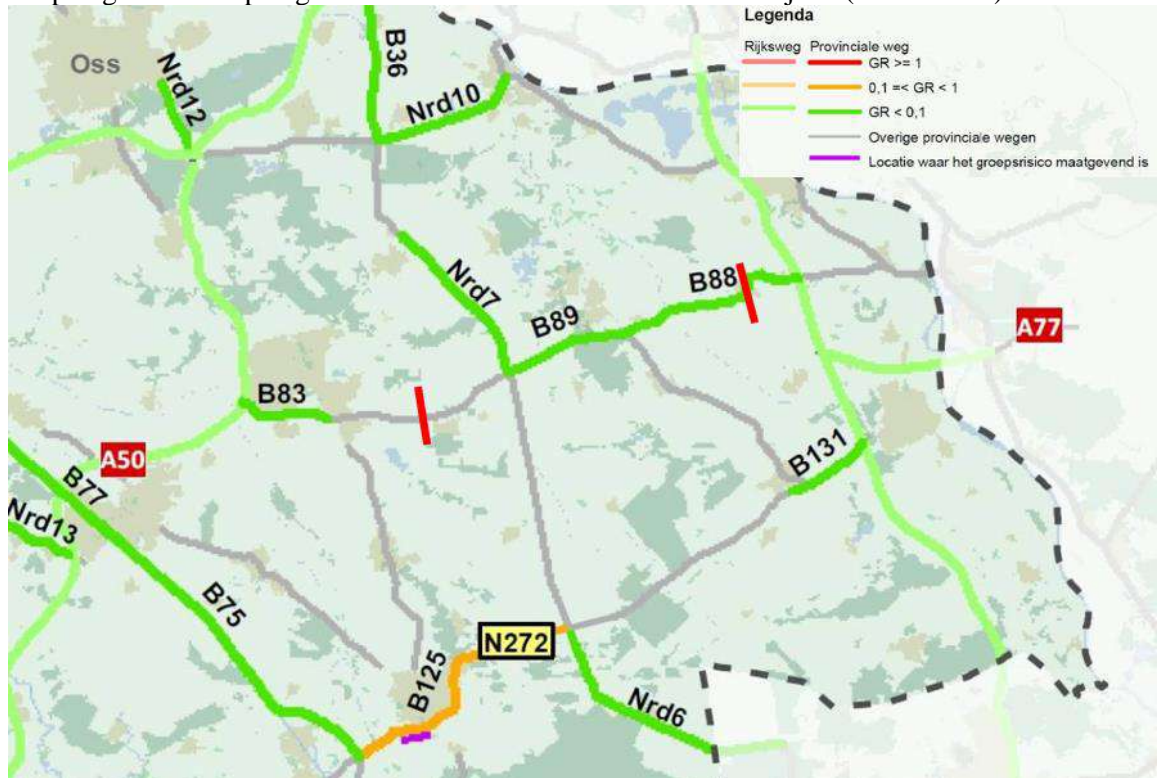 Legenda
Rijksweg Provinciale weg
GR >= 1
0,1 =< GR < 1
GR < 0,1
Overige provinciale wegen
Locatie waar het groepsrisico maatgevend is
Oss
Nrd12
B36
Nrd10
Nrd7
B89
B88
A77
B83
A50
B77
Nrd13
B131
B75
N272
B125
Nrd6